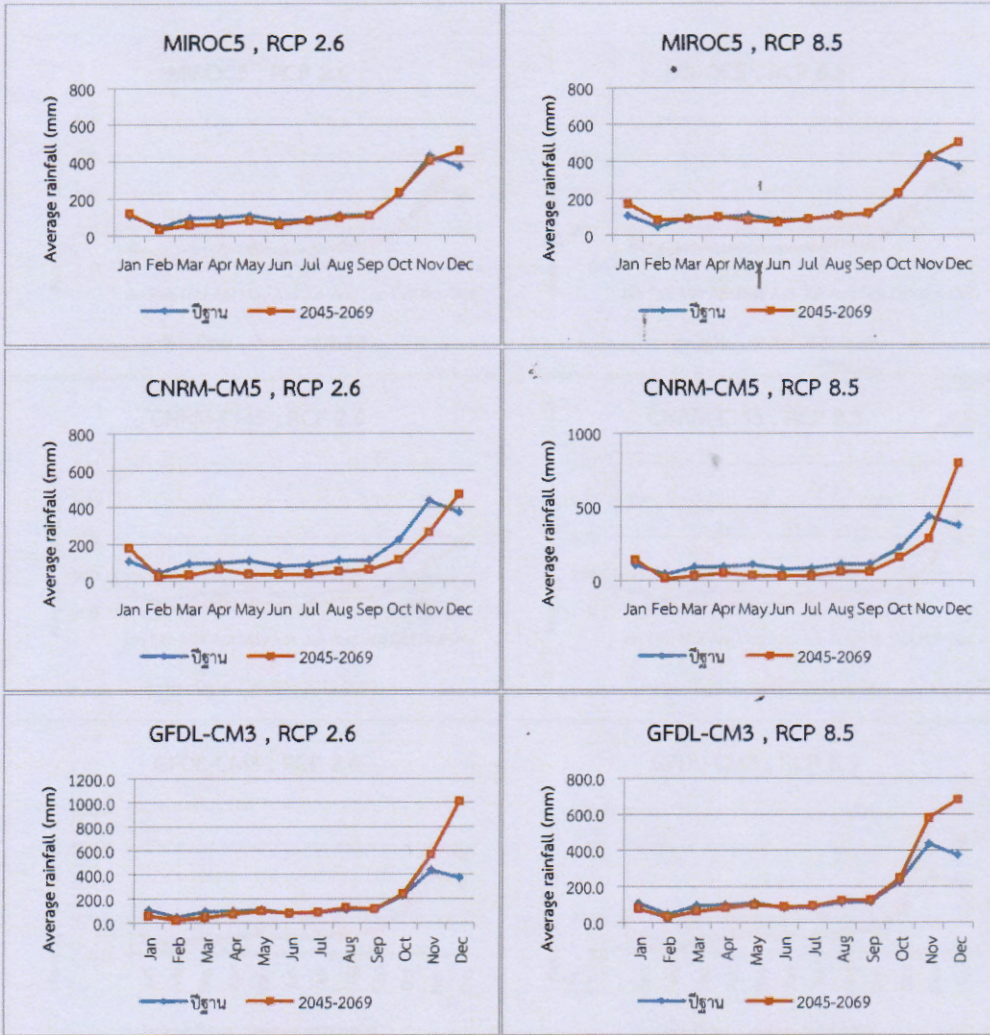 MIROC5 , RCP 2.6
Average rainfall (mm)
800
600
400
200
0
Jan Feb Mar Apr May Jun Jul Aug Sep Oct Nov Dec
ปีฐาน 2045-2069
MIROC5 , RCP 8.5
Average rainfall (mm)
800
600
400
200
0
Jan Feb Mar Apr May Jun Jul Aug Sep Oct Nov Dec
ปีฐาน 2045-2069
CNRM-CM5 , RCP 2.6
Average rainfall (mm)
800
600
400
200
0
Jan Feb Mar Apr May Jun Jul Aug Sep Oct Nov Dec
ปีฐาน 2045-2069
CNRM-CM5 , RCP 8.5
Average rainfall (mm)
1000
500
0
Jan Feb Mar Apr May Jun Jul Aug Sep Oct Nov Dec
ปีฐาน 2045-2069
GFDL-CM3 , RCP 2.6
Average rainfall (mm)
1200.0
1000.0
800.0
600.0
400.0
200.0
0.0
Jan Feb Mar Apr May Jun Jul Aug Sep Oct Nov Dec
ปีฐาน 2045-2069
GFDL-CM3 , RCP 8.5
Average rainfall (mm)
800.0
600.0
400.0
200.0
0.0
Jan Feb Mar Apr May Jun Jul Aug Sep Oct Nov Dec
ปีฐาน 2045-2069